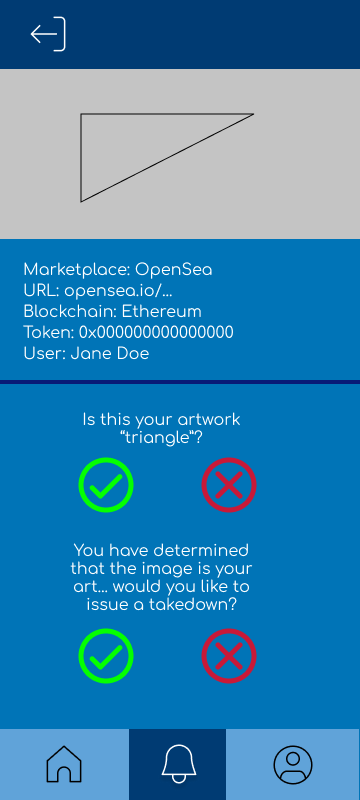 Marketplace: OpenSea
URL: opensea.io/...
Blockchain: Ethereum
Token: 0x000000000000000
User: Jane Doe
Is this your artwork
“triangle”?
You have determined
that the image is your
art... would you like to
issue a takedown?